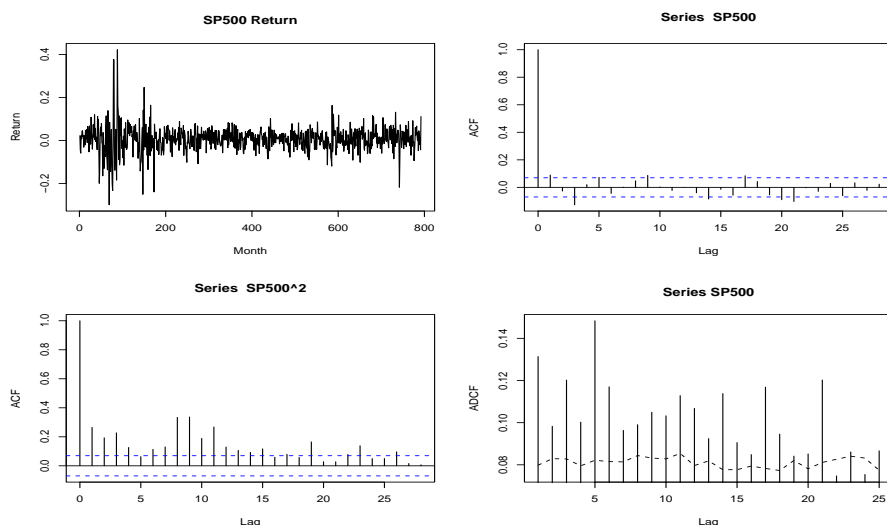 SP500 Return
Return
−0.2 0.0 0.2 0.4
0 200 400 600 800
Month
Series SP500
ACF
0.0 0.2 0.4 0.6 0.8 1.0
0 5 10 15 20 25
Lag
Series SP500^2
ACF
0.0 0.2 0.4 0.6 0.8 1.0
0 5 10 15 20 25
Lag
Series SP500
ADCF
0.08 0.10 0.12 0.14
5 10 15 20 25
Lag